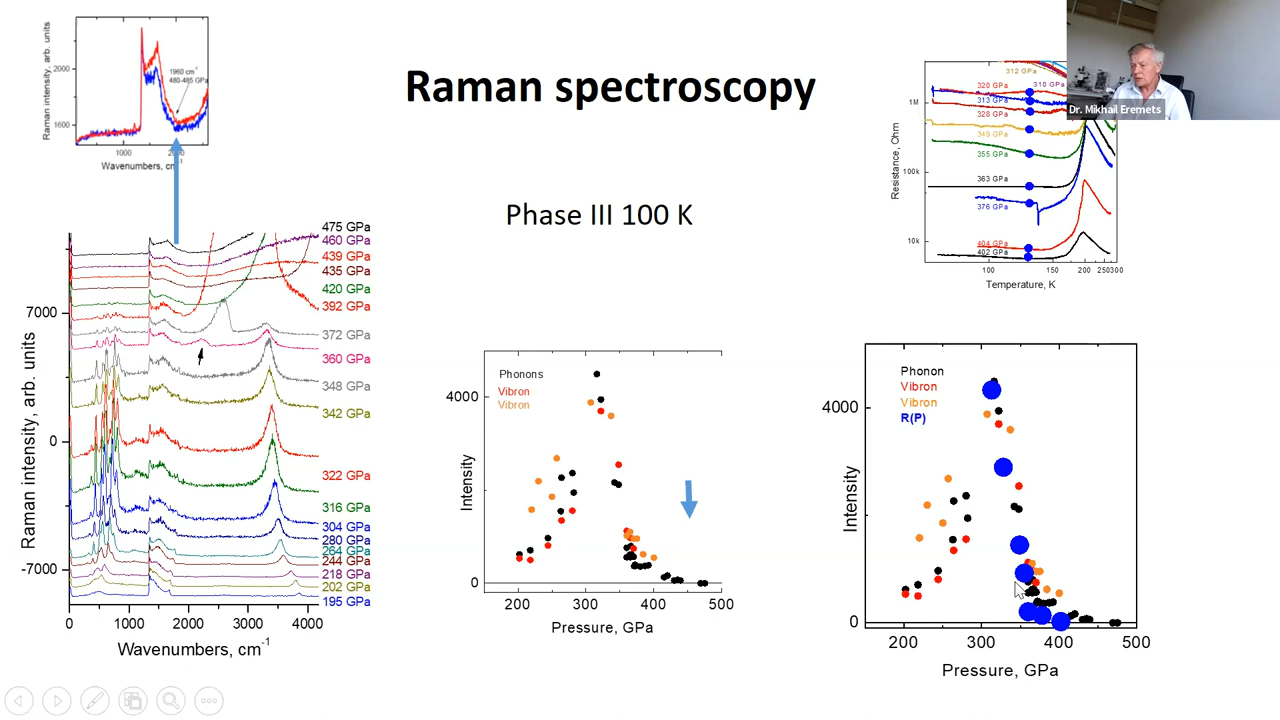 Raman spectroscopy
Phase III 100 K
Raman intensity, arb. units
2000
1600
1960 cm⁻¹
480-485 GPa
1000
Wavenumbers, cm
475 GPa
460 GPa
439 GPa
435 GPa
420 GPa
392 GPa
372 GPa
360 GPa
348 GPa
342 GPa
322 GPa
316 GPa
304 GPa
280 GPa
264 GPa
244 GPa
218 GPa
202 GPa
195 GPa
Raman intensity, arb. units
7000
0
-7000
0
1000
2000
3000
4000
Wavenumbers, cm⁻¹
Phonons
Vibron
Vibron
Intensity
4000
0
200
300
400
500
Pressure, GPa
Dr. Mikhail Eremets
312 GPa
320 GPa
310 GPa
313 GPa
328 GPa
349 GPa
355 GPa
363 GPa
376 GPa
404 GPa
402 GPa
Resistance, Ohm
1M
100k
10k
100
150
200
250
300
Temperature, K
Phonon
Vibron
Vibron
R(P)
Intensity
4000
0
200
300
400
500
Pressure, GPa